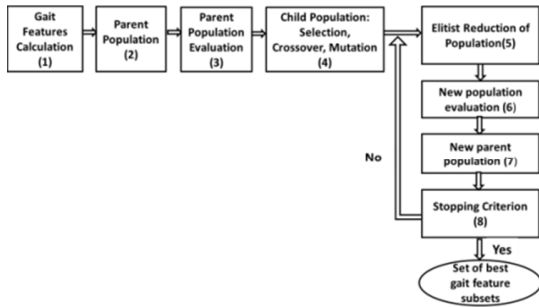 Gait
Features
Calculation
(1)
Parent
Population
(2)
Parent
Population
Evaluation
(3)
Child Population:
Selection,
Crossover, Mutation
(4)
Elitist Reduction of
Population(5)
New population
evaluation (6)
New parent
population (7)
No
Stopping Criterion
(8)
Yes
Set of best
gait feature
subsets